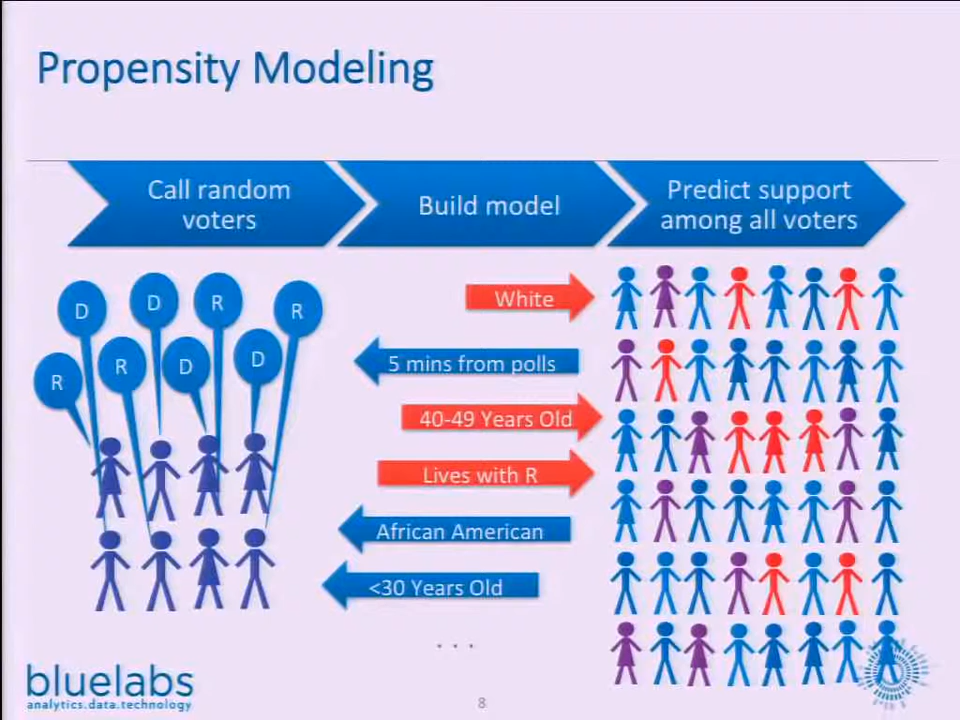 Propensity Modeling
Call random
voters
Build model
Predict support
among all voters
D
D
R
R
R
R
D
D
White
5 mins from polls
40-49 Years Old
Lives with R
African American
<30 Years Old
. . .
bluelabs
analytics.data.technology
8